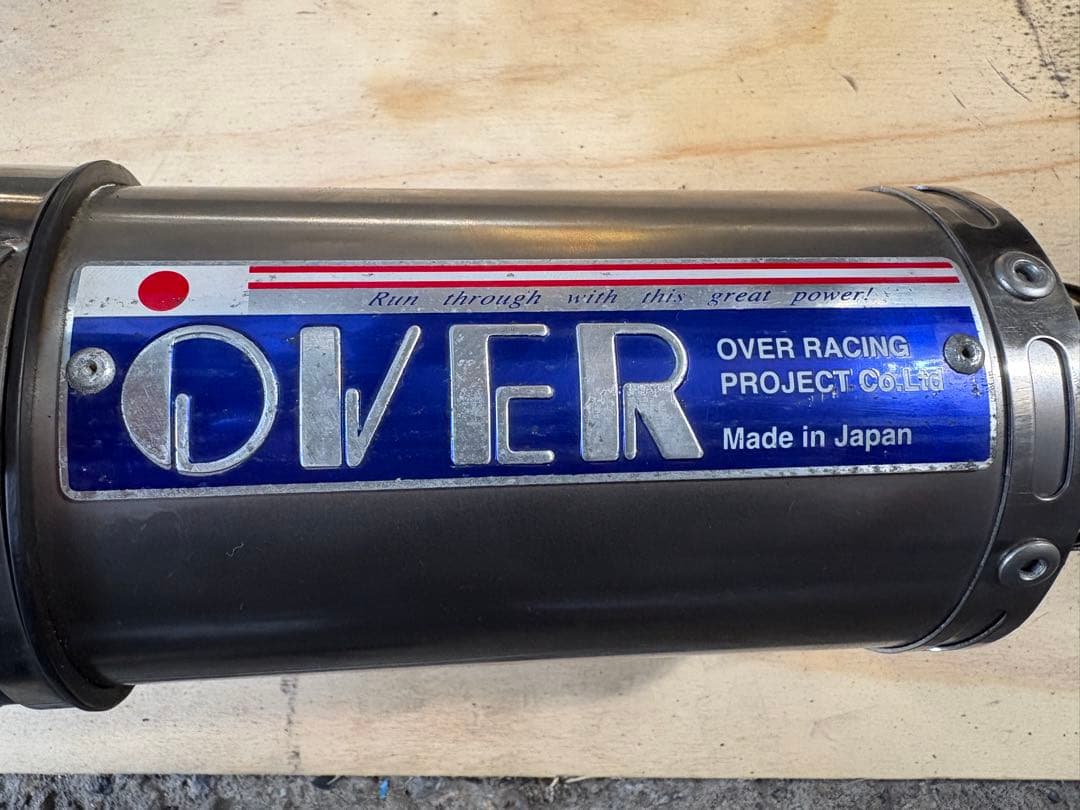 Run through with this great power!
OVER
OVER RACING
PROJECT Co.Ltd
Made in Japan